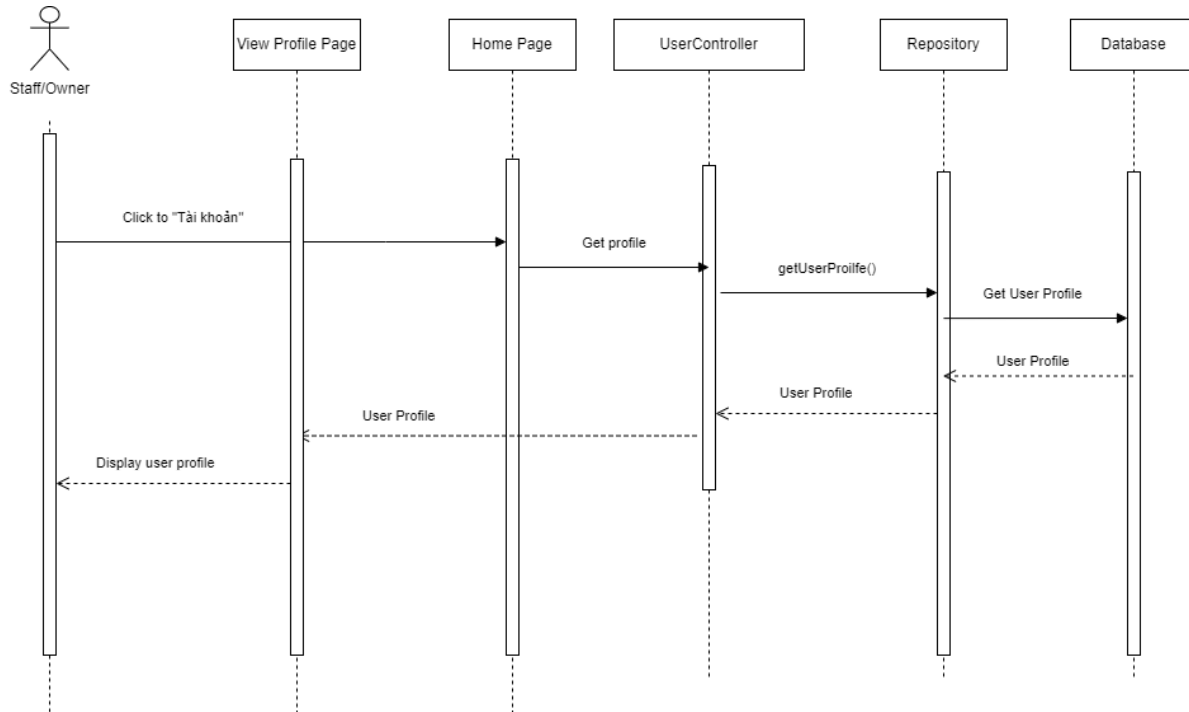 Staff/Owner
View Profile Page
Home Page
UserController
Repository
Database
Click to "Tài khoản"
Get profile
getUserProilfe()
Get User Profile
User Profile
User Profile
User Profile
Display user profile